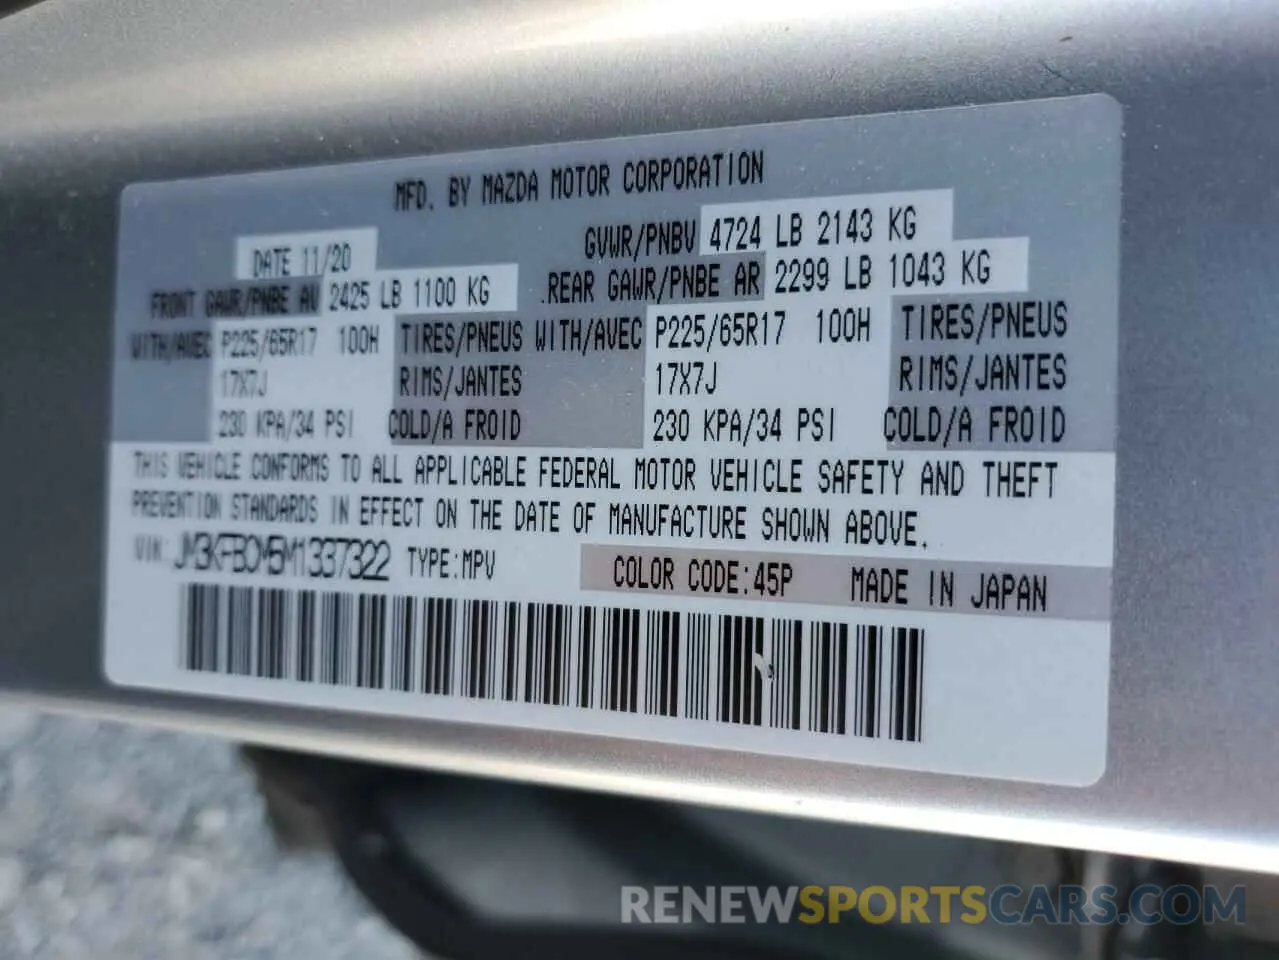 MFD. BY MAZDA MOTOR CORPORATION
DATE 11/20 GVWR/PNBV 4724 LB 2143 KG
FRONT GAWR/PNBE AV 2425 LB 1100 KG .REAR GAWR/PNBE AR 2299 LB 1043 KG
WITH/AVEC P225/65R17 100H TIRES/PNEUS WITH/AVEC P225/65R17 100H TIRES/PNEUS
17X7J RIMS/JANTES 17X7J RIMS/JANTES
230 KPA/34 PSI COLD/A FROID 230 KPA/34 PSI COLD/A FROID
THIS VEHICLE CONFORMS TO ALL APPLICABLE FEDERAL MOTOR VEHICLE SAFETY AND THEFT
PREVENTION STANDARDS IN EFFECT ON THE DATE OF MANUFACTURE SHOWN ABOVE.
VIN: JM3KFBCM5M1337322 TYPE:MPV COLOR CODE:45P MADE IN JAPAN
RENEWSPORTSCARS.COM